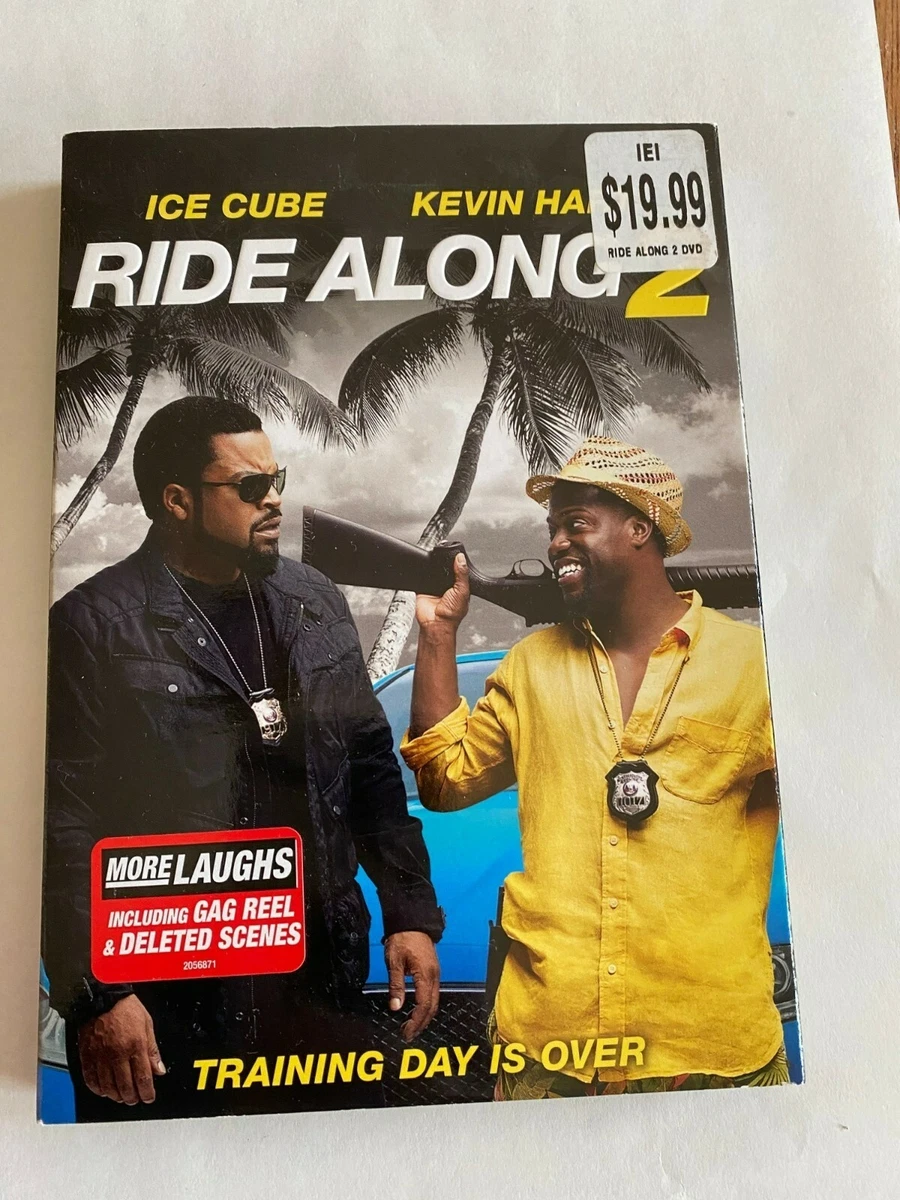 IEI
$19.99
RIDE ALONG 2 DVD
ICE CUBE
KEVIN HA
RIDE ALONG 2
MORE LAUGHS
INCLUDING GAG REEL
& DELETED SCENES
2056871
TRAINING DAY IS OVER